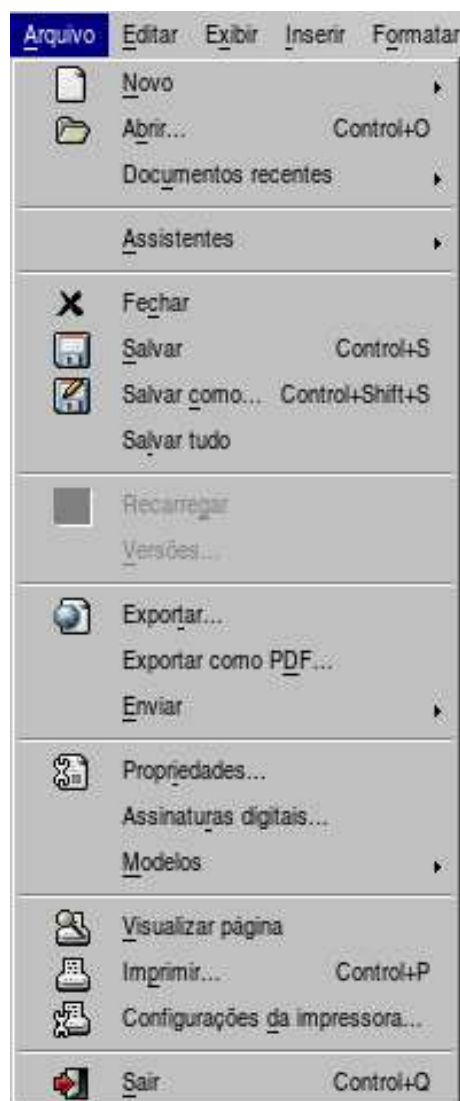 Arquivo Editar Exibir Inserir Formatar
Novo
Abrir... Control+O
Documentos recentes
Assistentes
Fechar
Salvar Control+S
Salvar como... Control+Shift+S
Salvar tudo
Recarregar
Versões...
Exportar...
Exportar como PDF...
Enviar
Propriedades...
Assinaturas digitais...
Modelos
Visualizar página
Imprimir... Control+P
Configurações da impressora...
Sair Control+Q